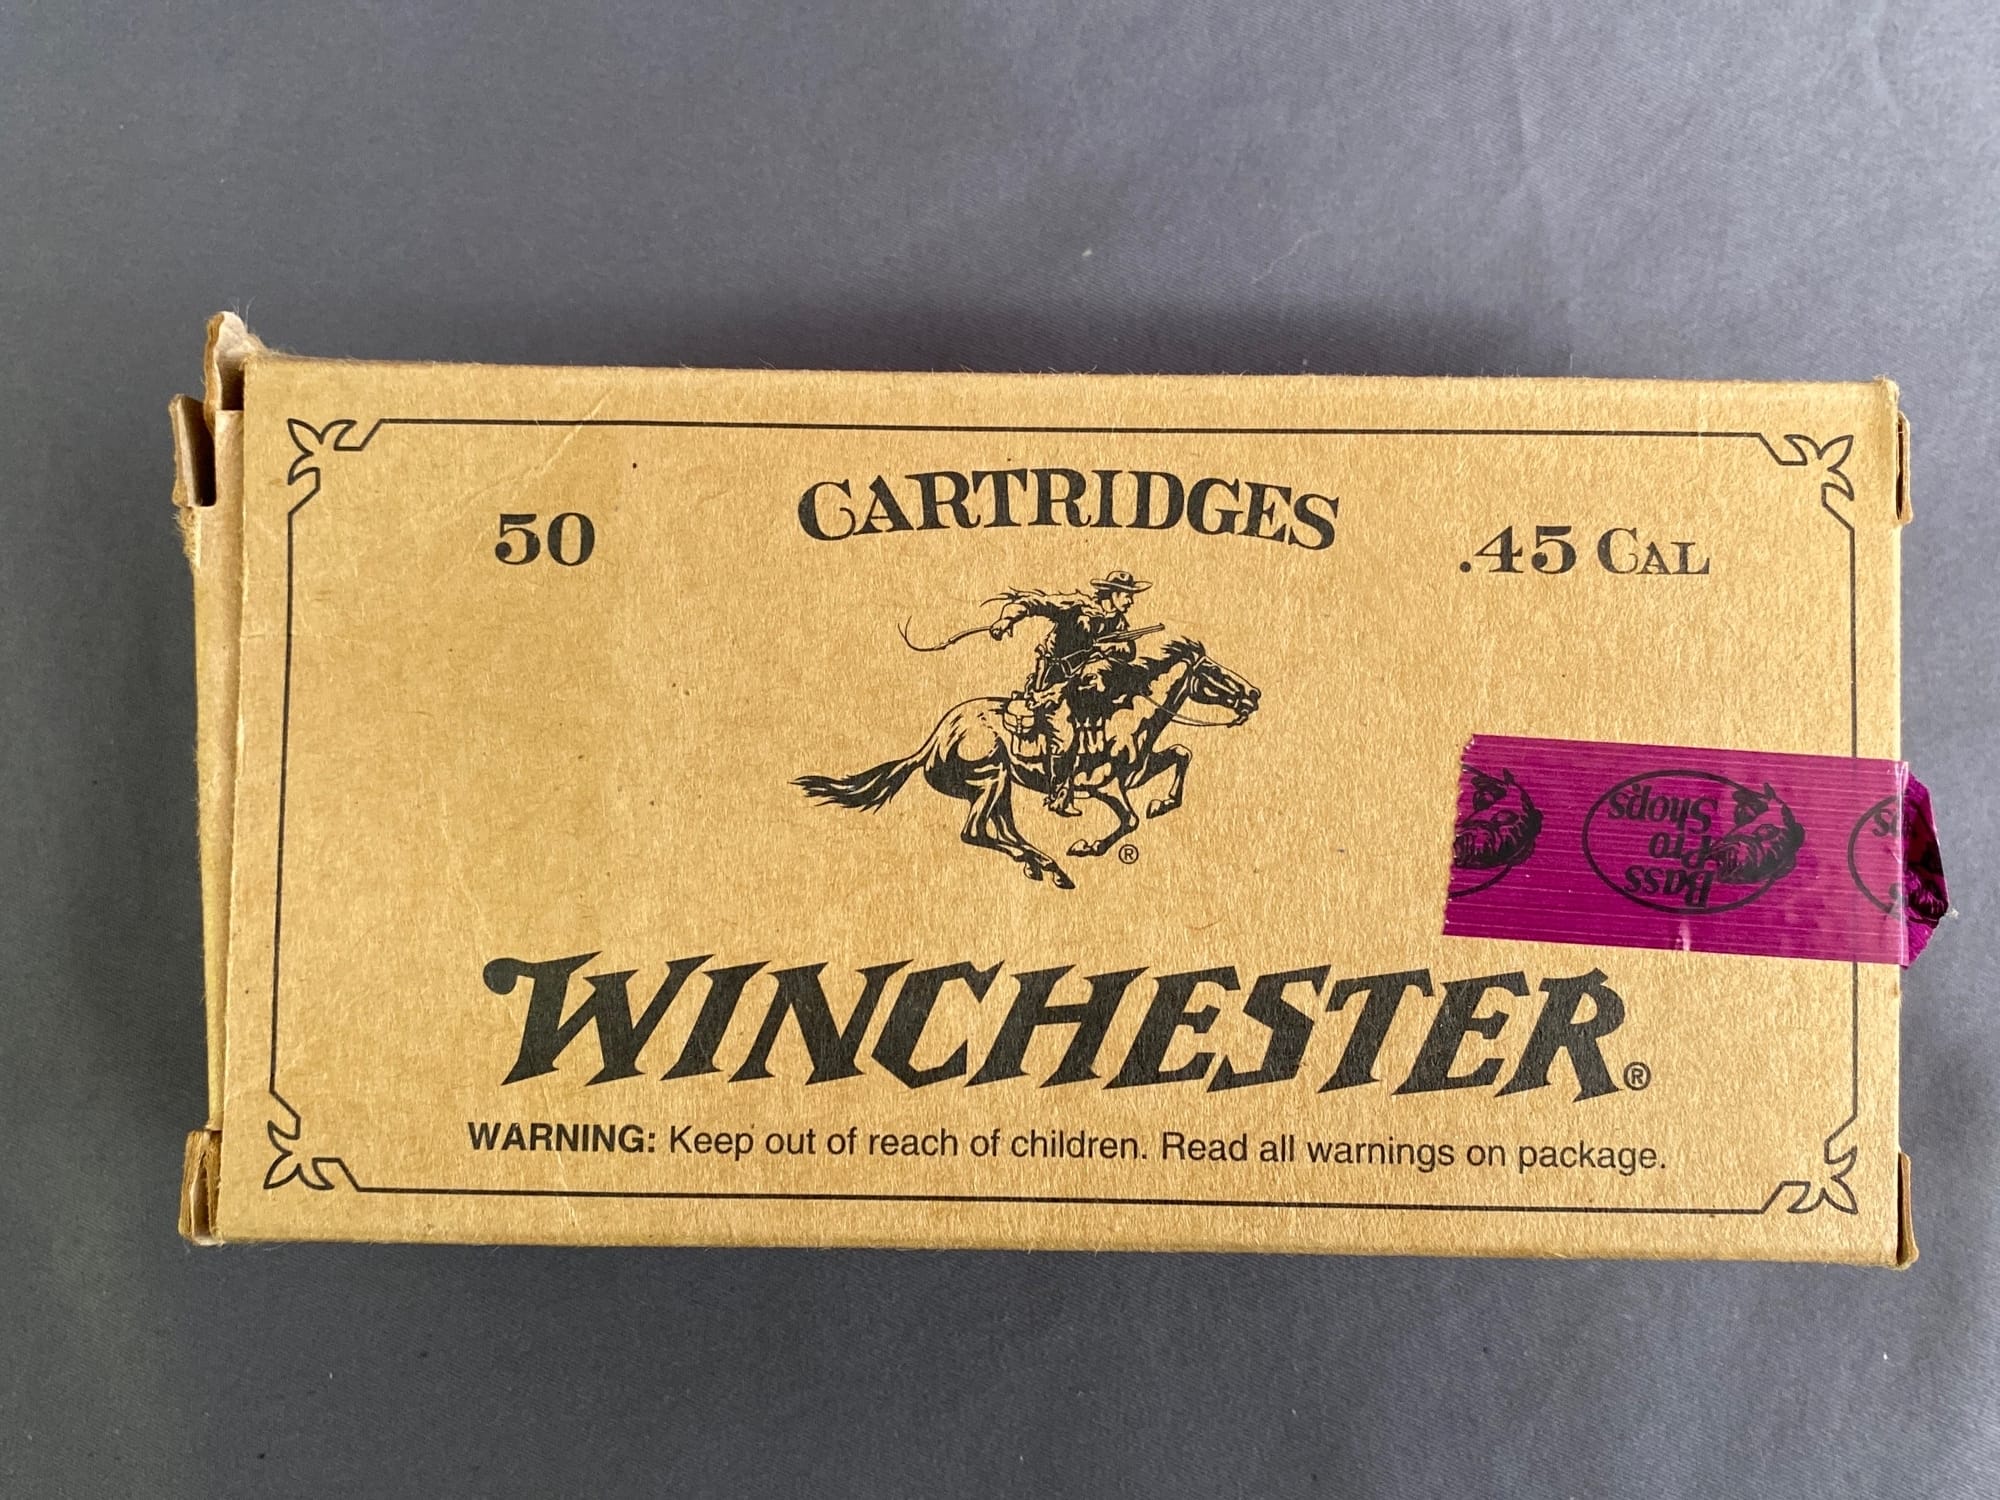 CARTRIDGES
50
.45 CAL
®
Bass
Pro
Shops
WINCHESTER®
WARNING: Keep out of reach of children. Read all warnings on package.